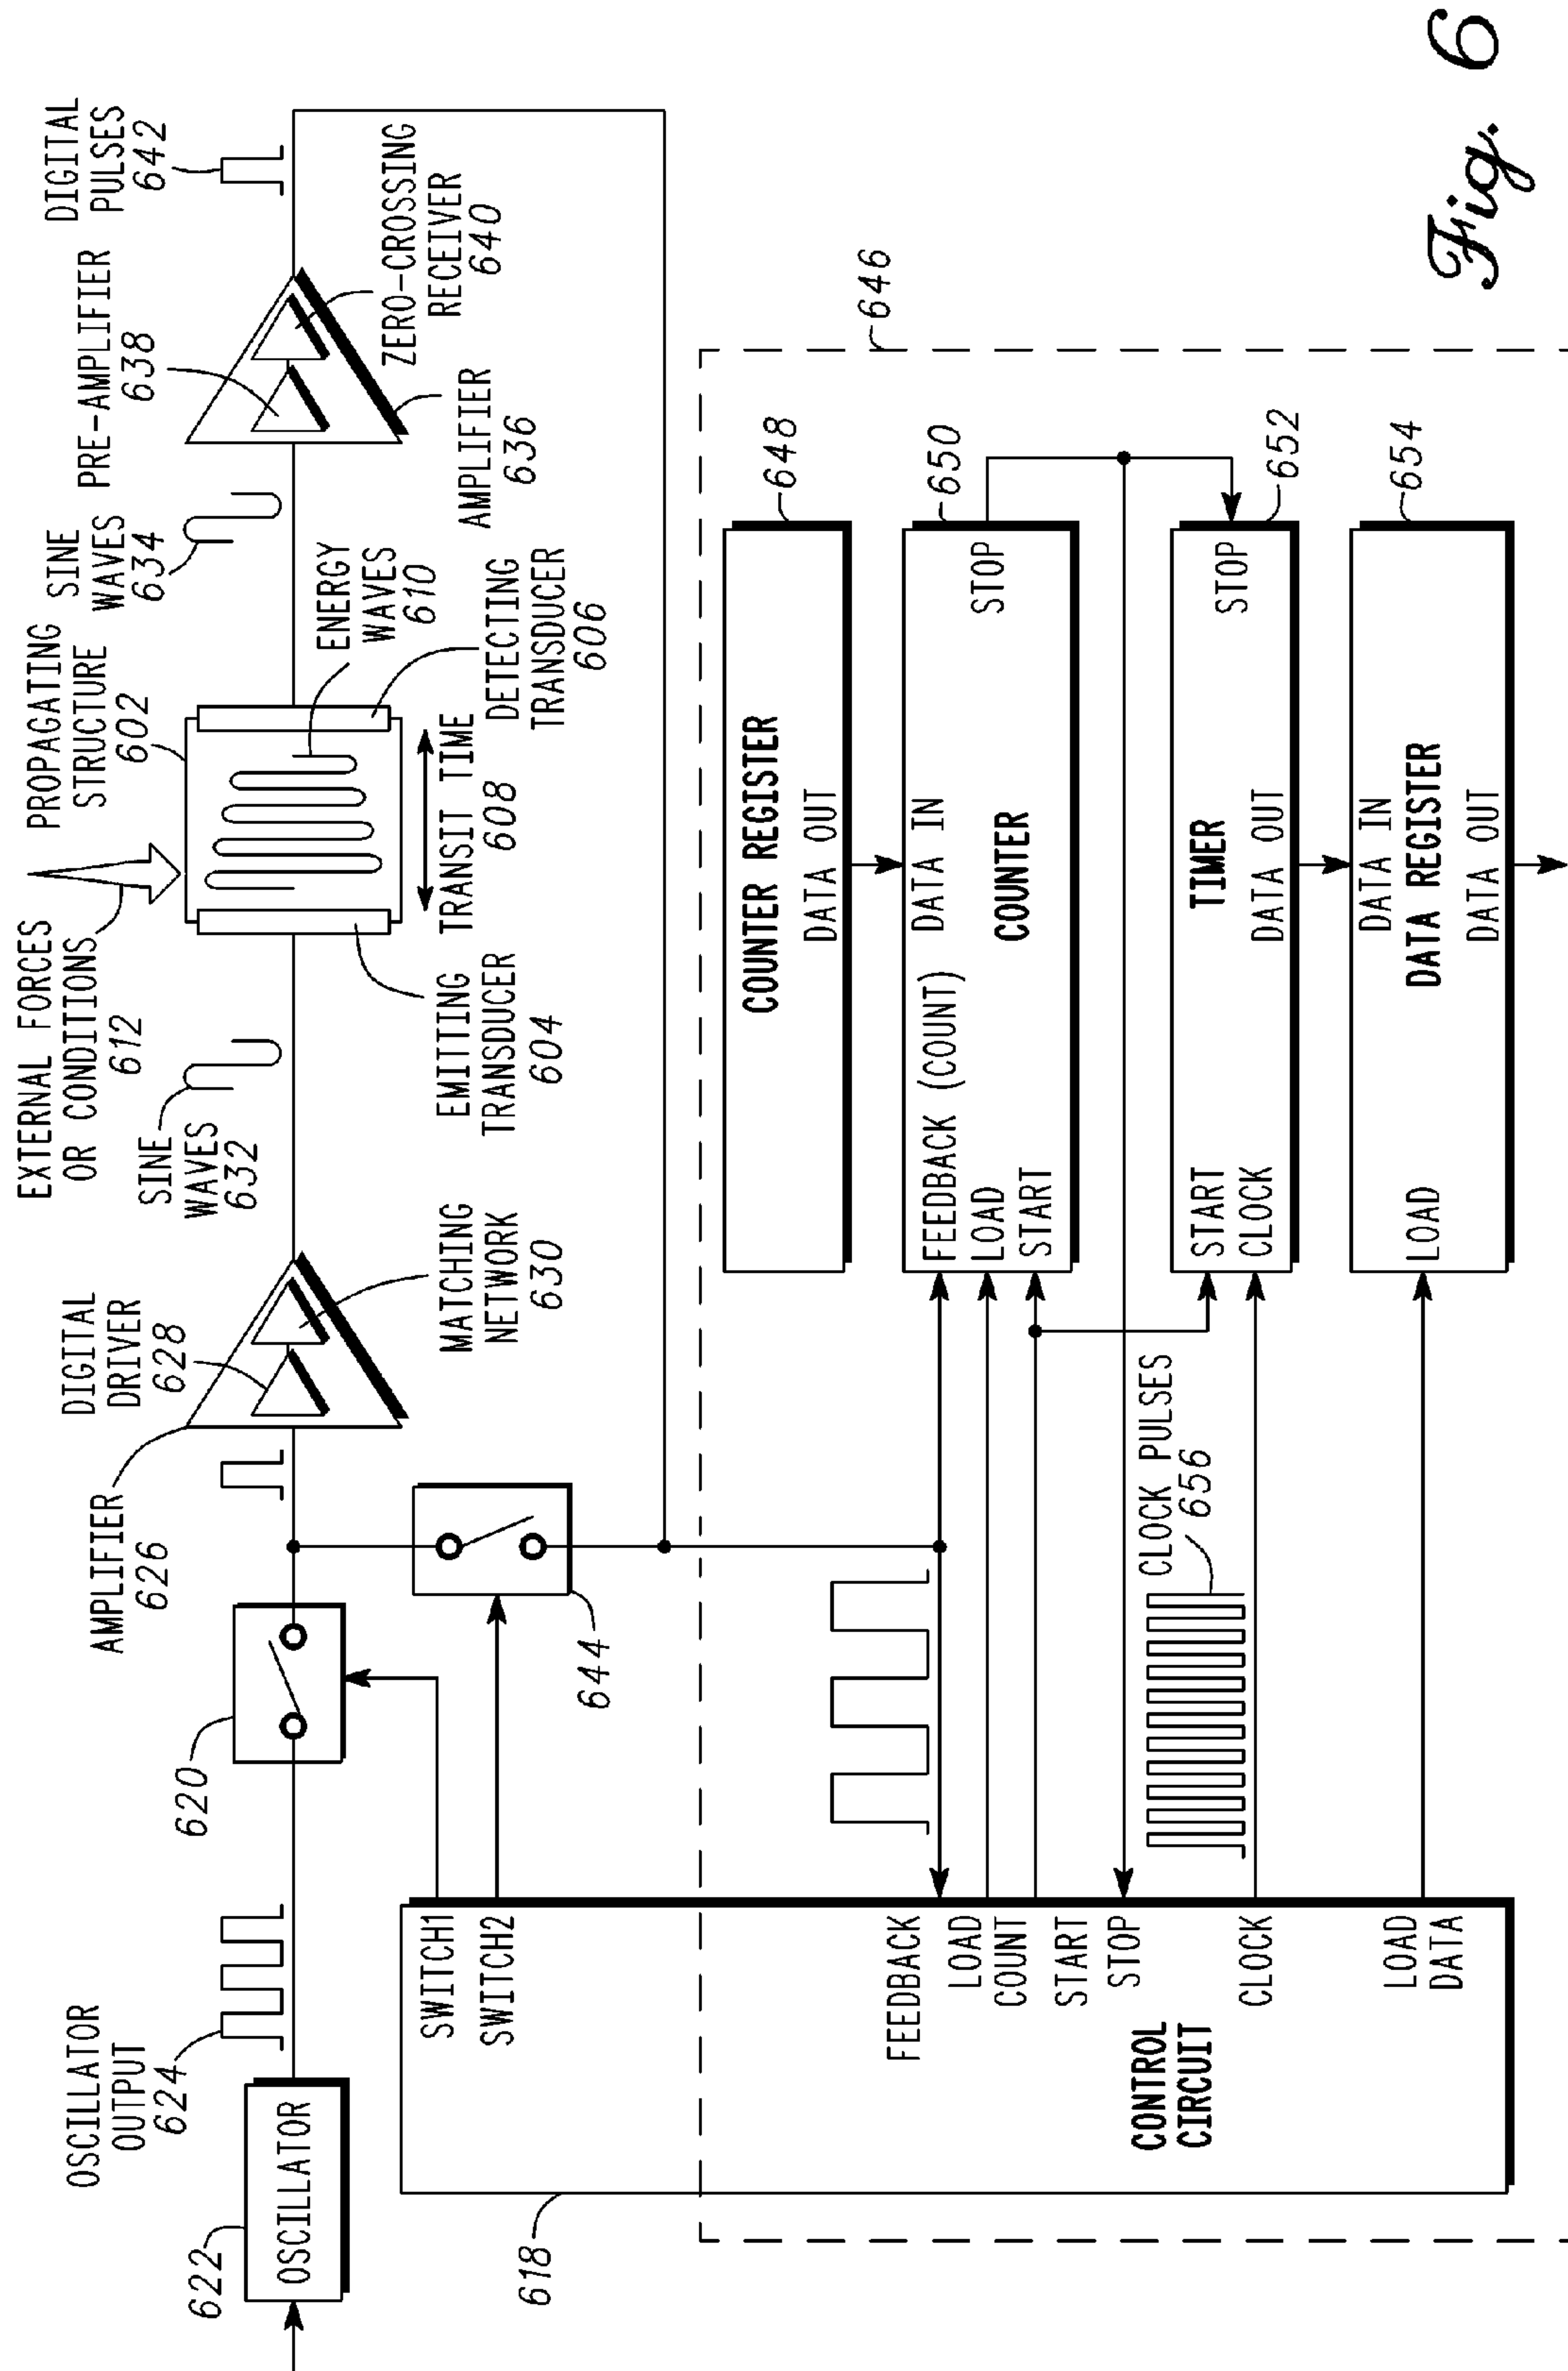 EXTERNAL FORCES
OR CONDITIONS
612
PROPAGATING
STRUCTURE
602
OSCILLATOR
OUTPUT
624
622
OSCILLATOR
620
AMPLIFIER
626
DIGITAL
DRIVER
628
MATCHING
NETWORK
630
SINE
WAVES
632
EMITTING
TRANSDUCER
604
TRANSIT TIME
608
ENERGY
WAVES
610
DETECTING
TRANSDUCER
606
SINE
WAVES
634
PRE-AMPLIFIER
638
AMPLIFIER
636
ZERO-CROSSING
RECEIVER
640
DIGITAL
PULSES
642
644
618
SWITCH1
SWITCH2
FEEDBACK
LOAD
COUNT
START
STOP
CLOCK
LOAD
DATA
CONTROL
CIRCUIT
CLOCK PULSES
656
646
COUNTER REGISTER
DATA OUT
648
FEEDBACK (COUNT)
DATA IN
LOAD
START
COUNTER
STOP
650
START
CLOCK
TIMER
DATA OUT
STOP
652
LOAD
DATA IN
DATA REGISTER
DATA OUT
654
Fig. 6